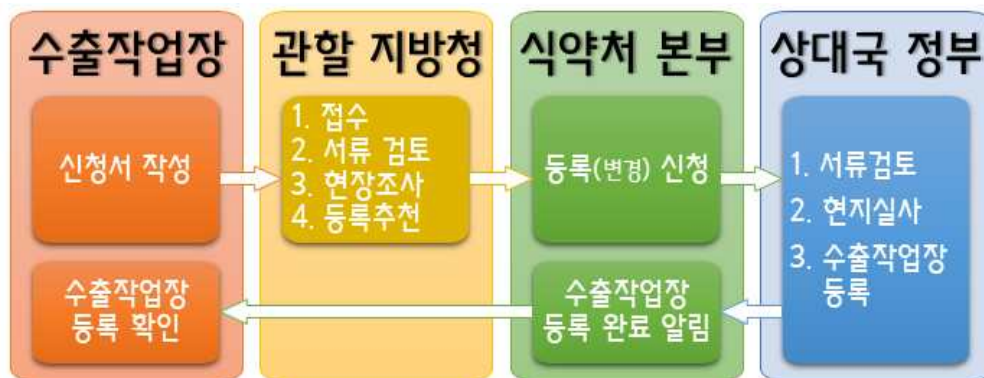 수출작업장
신청서 작성
수출작업장
등록 확인
관할 지방청
1. 접수
2. 서류 검토
3. 현장조사
4. 등록추천
식약처 본부
등록(변경) 신청
수출작업장
등록 완료 알림
상대국 정부
1. 서류검토
2. 현지실사
3. 수출작업장
등록